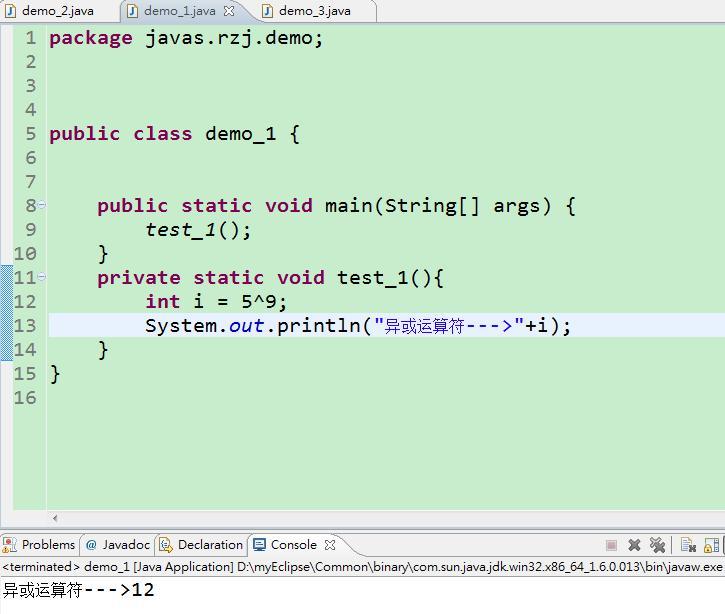 demo_2.java demo_1.java demo_3.java
1 package javas.rzj.demo;
2
3
4
5 public class demo_1 {
6
7
8 public static void main(String[] args) {
9 test_1();
10 }
11 private static void test_1(){
12 int i = 5^9;
13 System.out.println("异或运算符--->"+i);
14 }
15 }
16
Problems @ Javadoc Declaration Console
<terminated> demo_1 [Java Application] D:\myEclipse\Common\binary\com.sun.java.jdk.win32.x86_64_1.6.0.013\bin\javaw.exe
异或运算符--->12